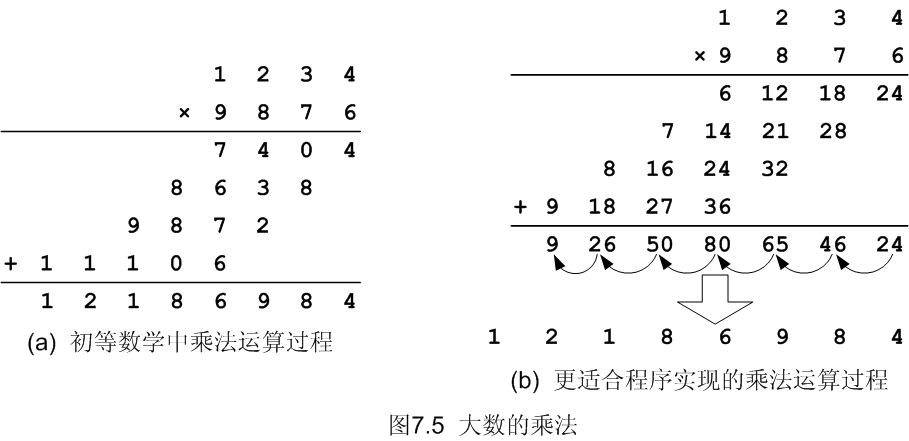 1 2 3 4
× 9 8 7 6
7 4 0 4
8 6 3 8
9 8 7 2
+ 1 1 1 0 6
1 2 1 8 6 9 8 4
(a) 初等数学中乘法运算过程
1 2 3 4
× 9 8 7 6
6 12 18 24
7 14 21 28
8 16 24 32
+ 9 18 27 36
9 26 50 80 65 46 24
1 2 1 8 6 9 8 4
(b) 更适合程序实现的乘法运算过程
图7.5 大数的乘法